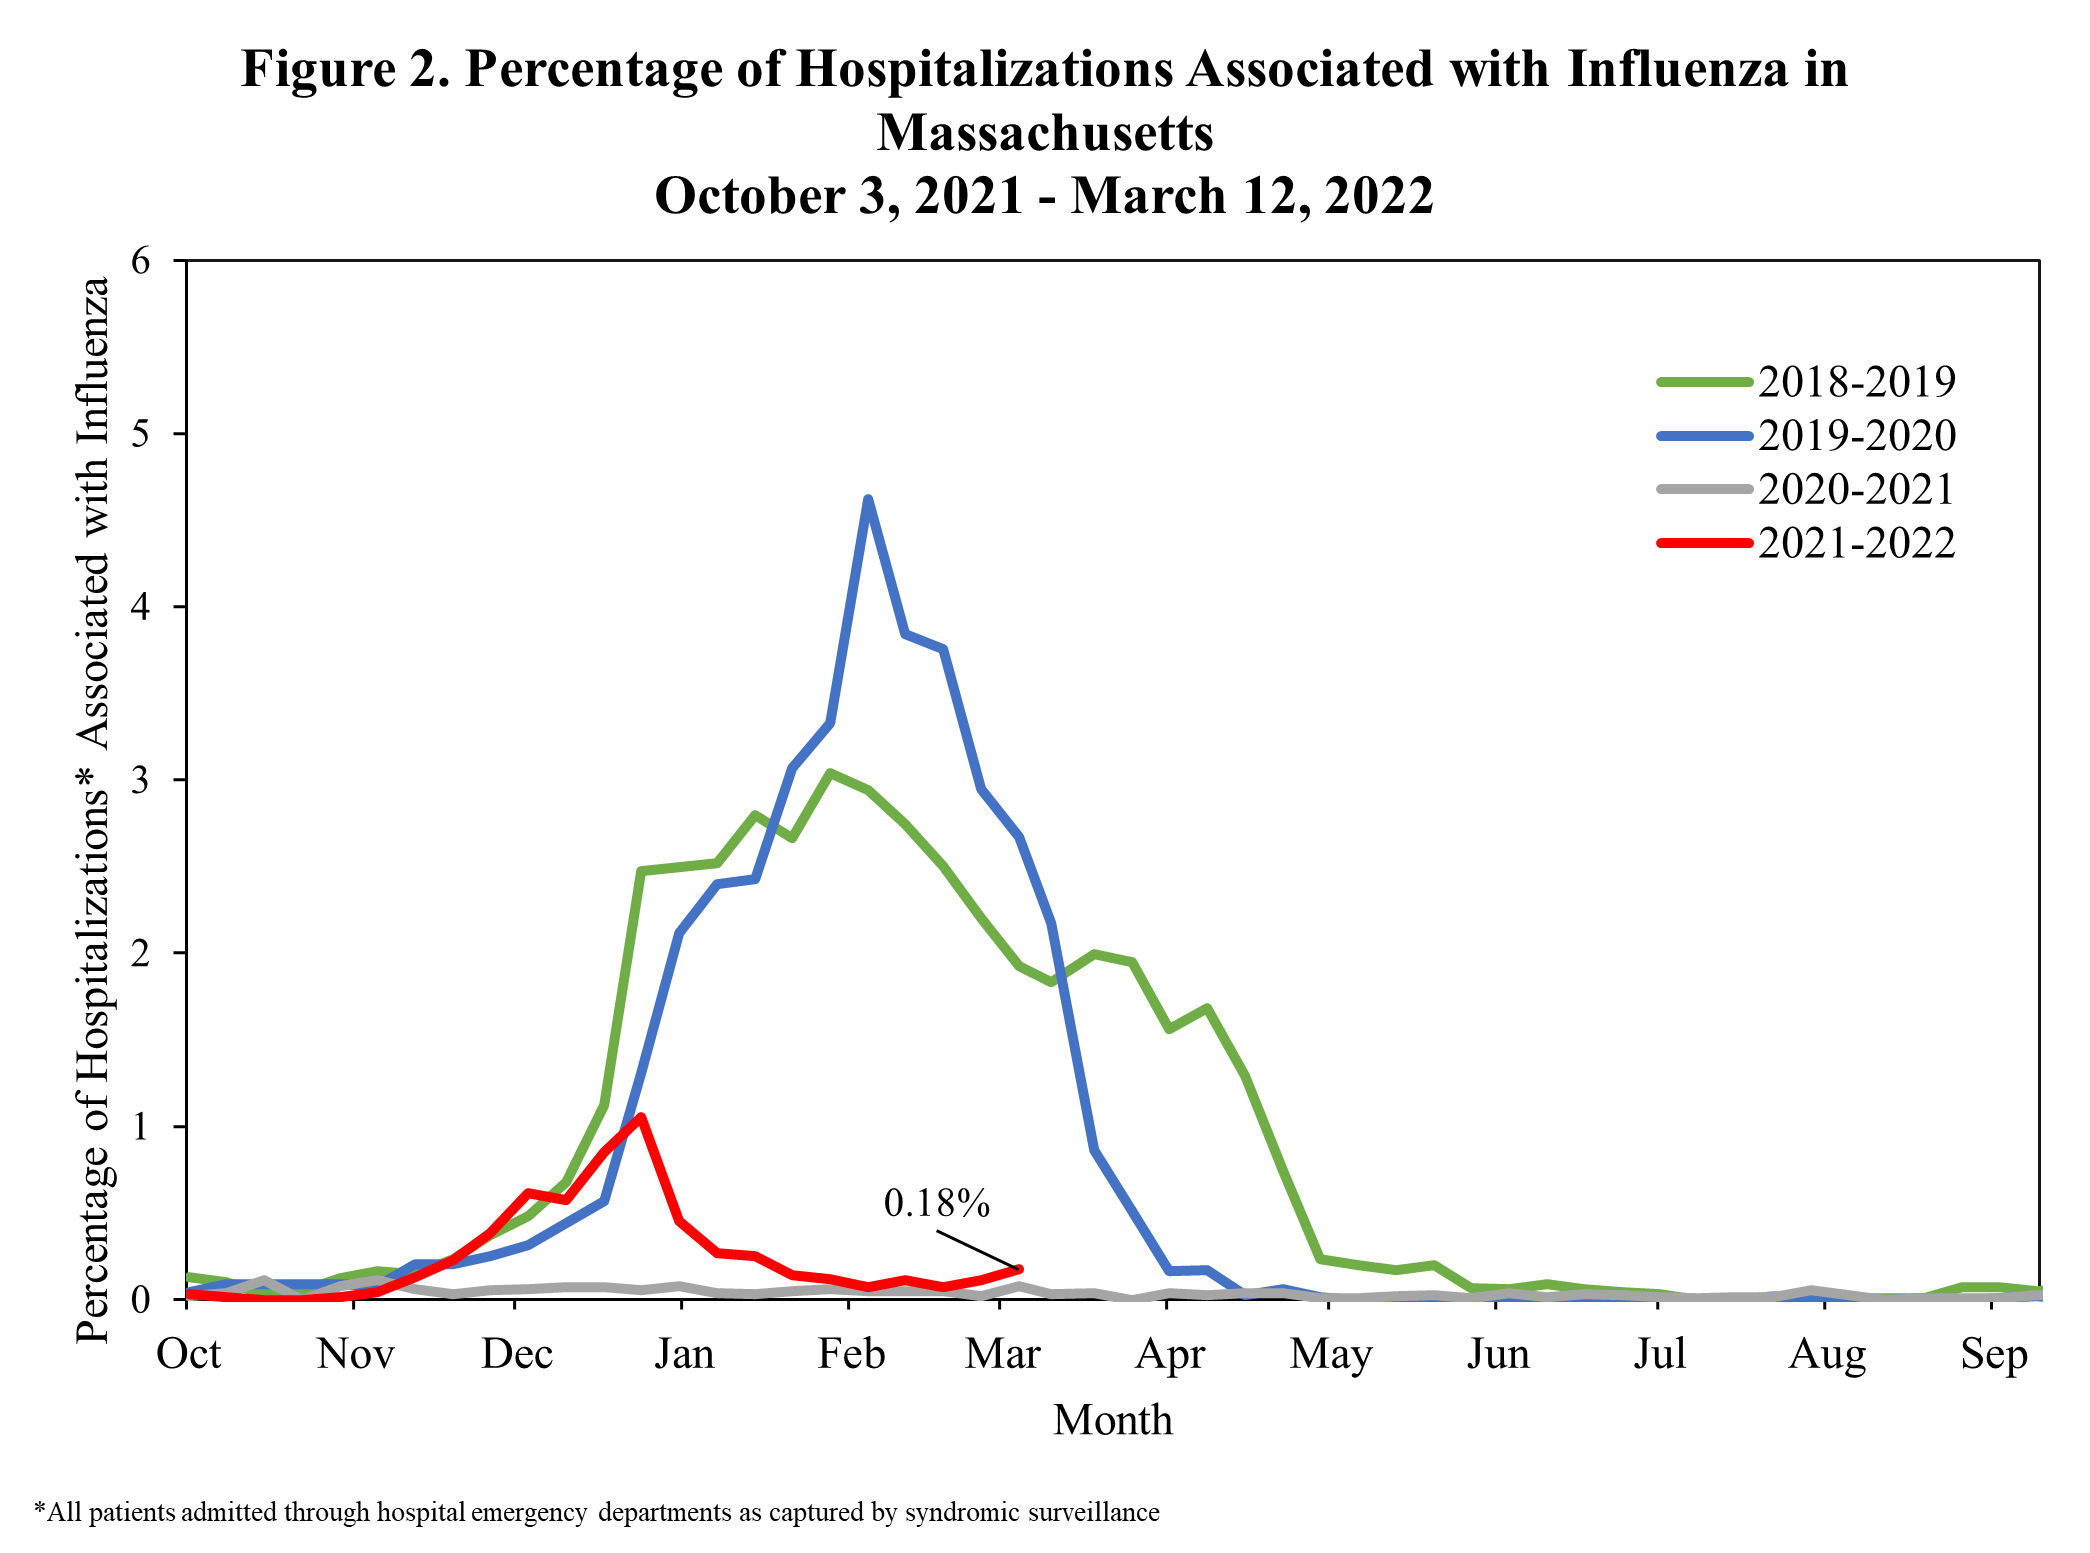 Figure 2. Percentage of Hospitalizations Associated with Influenza in
Massachusetts
October 3, 2021 - March 12, 2022
Percentage of Hospitalizations* Associated with Influenza
6
5
4
3
2
1
0
2018-2019
2019-2020
2020-2021
2021-2022
0.18%
Oct Nov Dec Jan Feb Mar Apr May Jun Jul Aug Sep
Month
*All patients admitted through hospital emergency departments as captured by syndromic surveillance